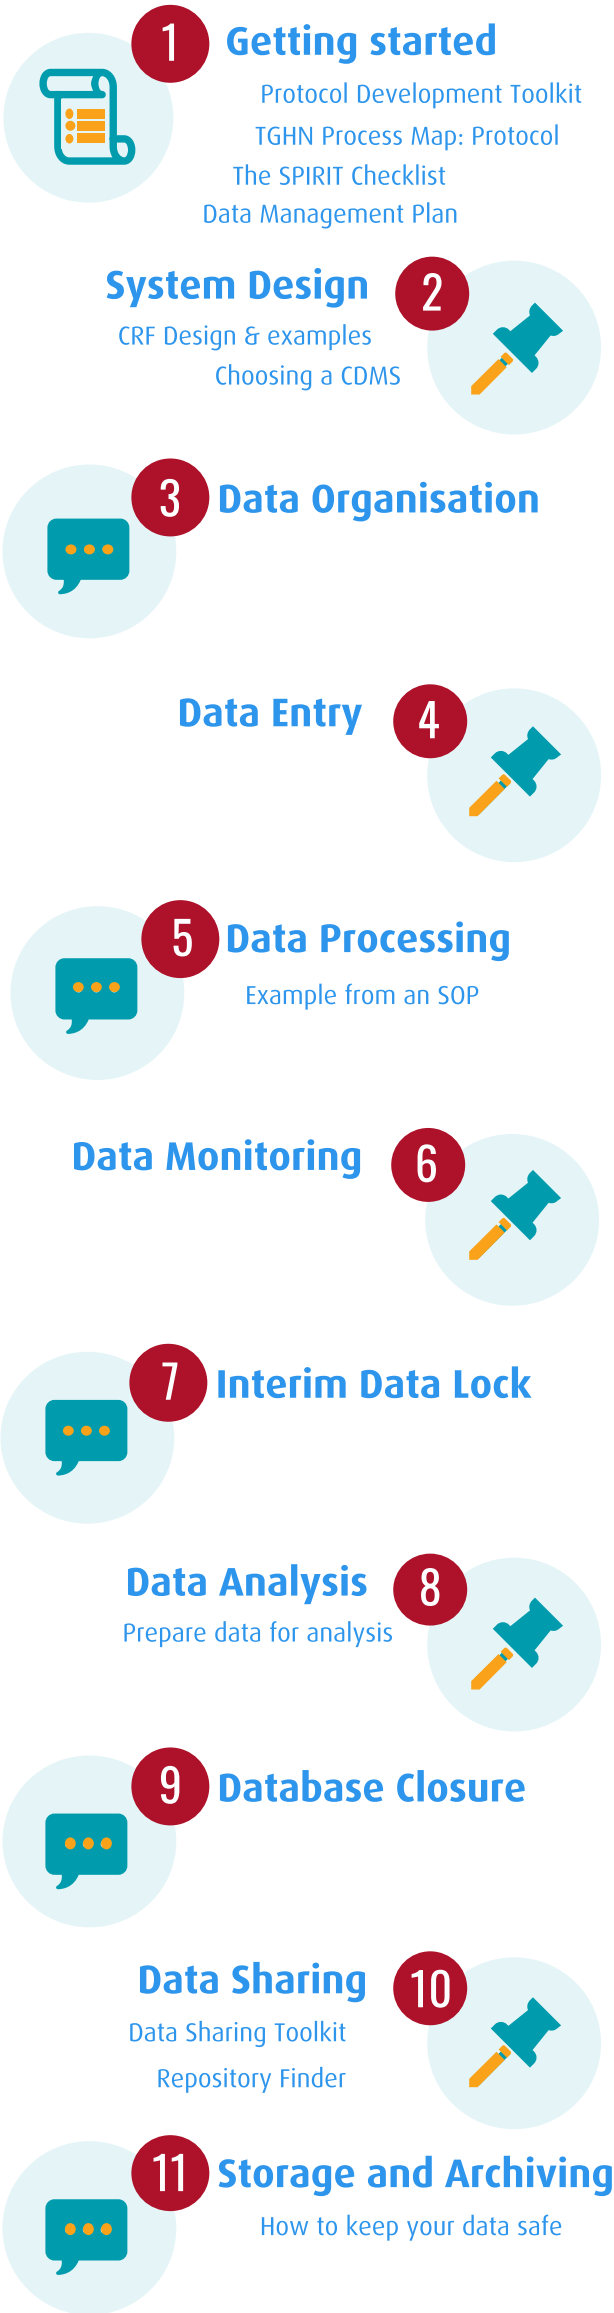 1 Getting started
Protocol Development Toolkit
TGHN Process Map: Protocol
The SPIRIT Checklist
Data Management Plan
System Design 2
CRF Design & examples
Choosing a CDMS
3 Data Organisation
Data Entry 4
5 Data Processing
Example from an SOP
Data Monitoring 6
7 Interim Data Lock
Data Analysis 8
Prepare data for analysis
9 Database Closure
Data Sharing 10
Data Sharing Toolkit
Repository Finder
11 Storage and Archiving
How to keep your data safe